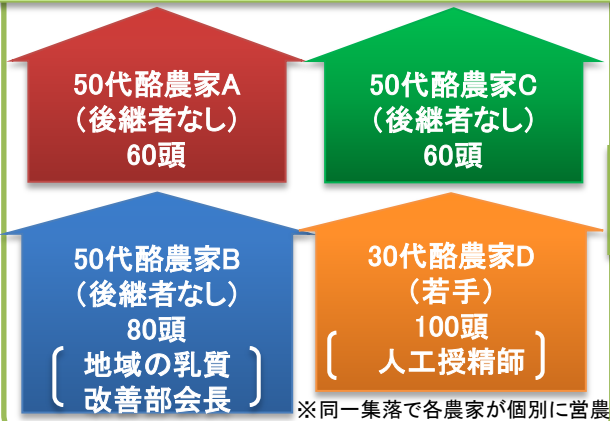 50代酪農家A
（後継者なし）
60頭
50代酪農家C
（後継者なし）
60頭
50代酪農家B
（後継者なし）
80頭
地域の乳質
改善部会長
30代酪農家D
（若手）
100頭
人工授精師
※同一集落で各農家が個別に営農